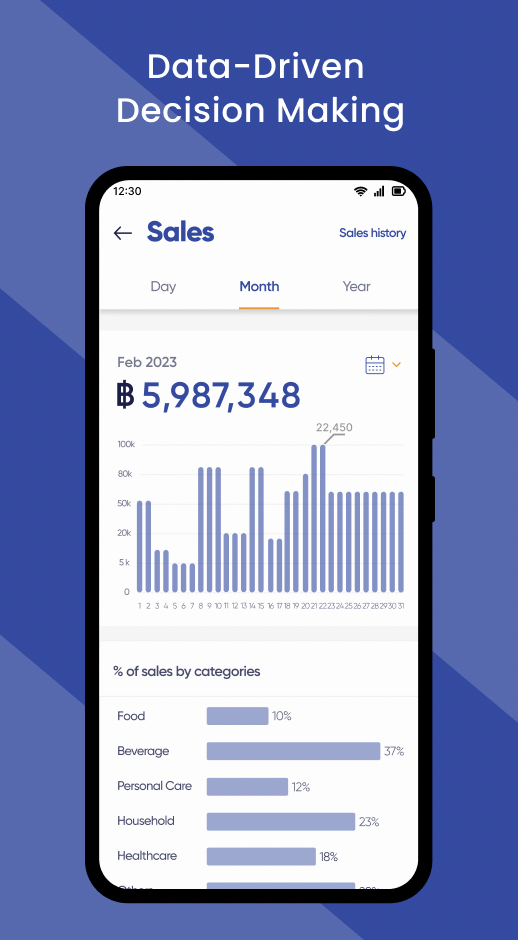 Data-Driven
Decision Making
12:30
Sales
Sales history
Day Month Year
Feb 2023
฿ 5,987,348
22,450
100k
80k
50k
20k
5 k
0
1 2 3 4 5 6 7 8 9 10 11 12 13 14 15 16 17 18 19 20 21 22 23 24 25 26 27 28 29 30 31
% of sales by categories
Food 10%
Beverage 37%
Personal Care 12%
Household 23%
Healthcare 18%
Others